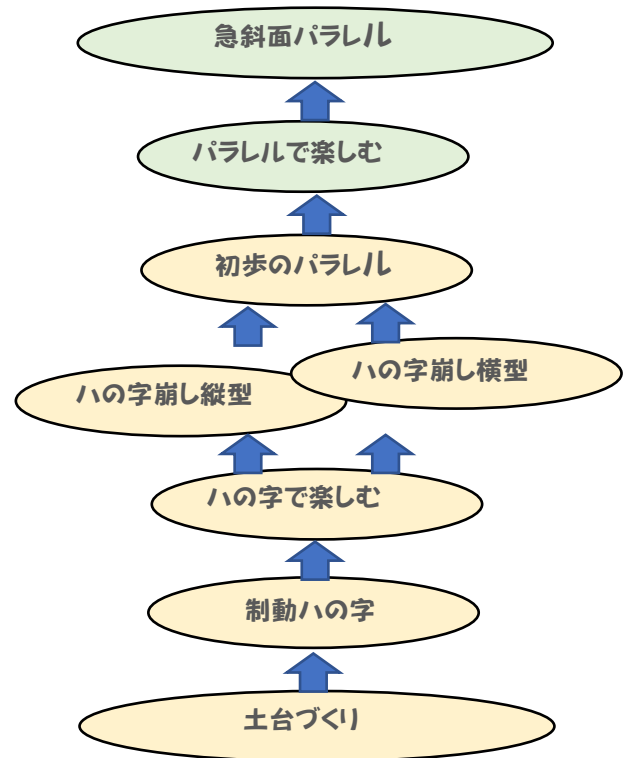 急斜面パラレル
パラレルで楽しむ
初歩のパラレル
ハの字崩し縦型
ハの字崩し横型
ハの字で楽しむ
制動ハの字
土台づくり